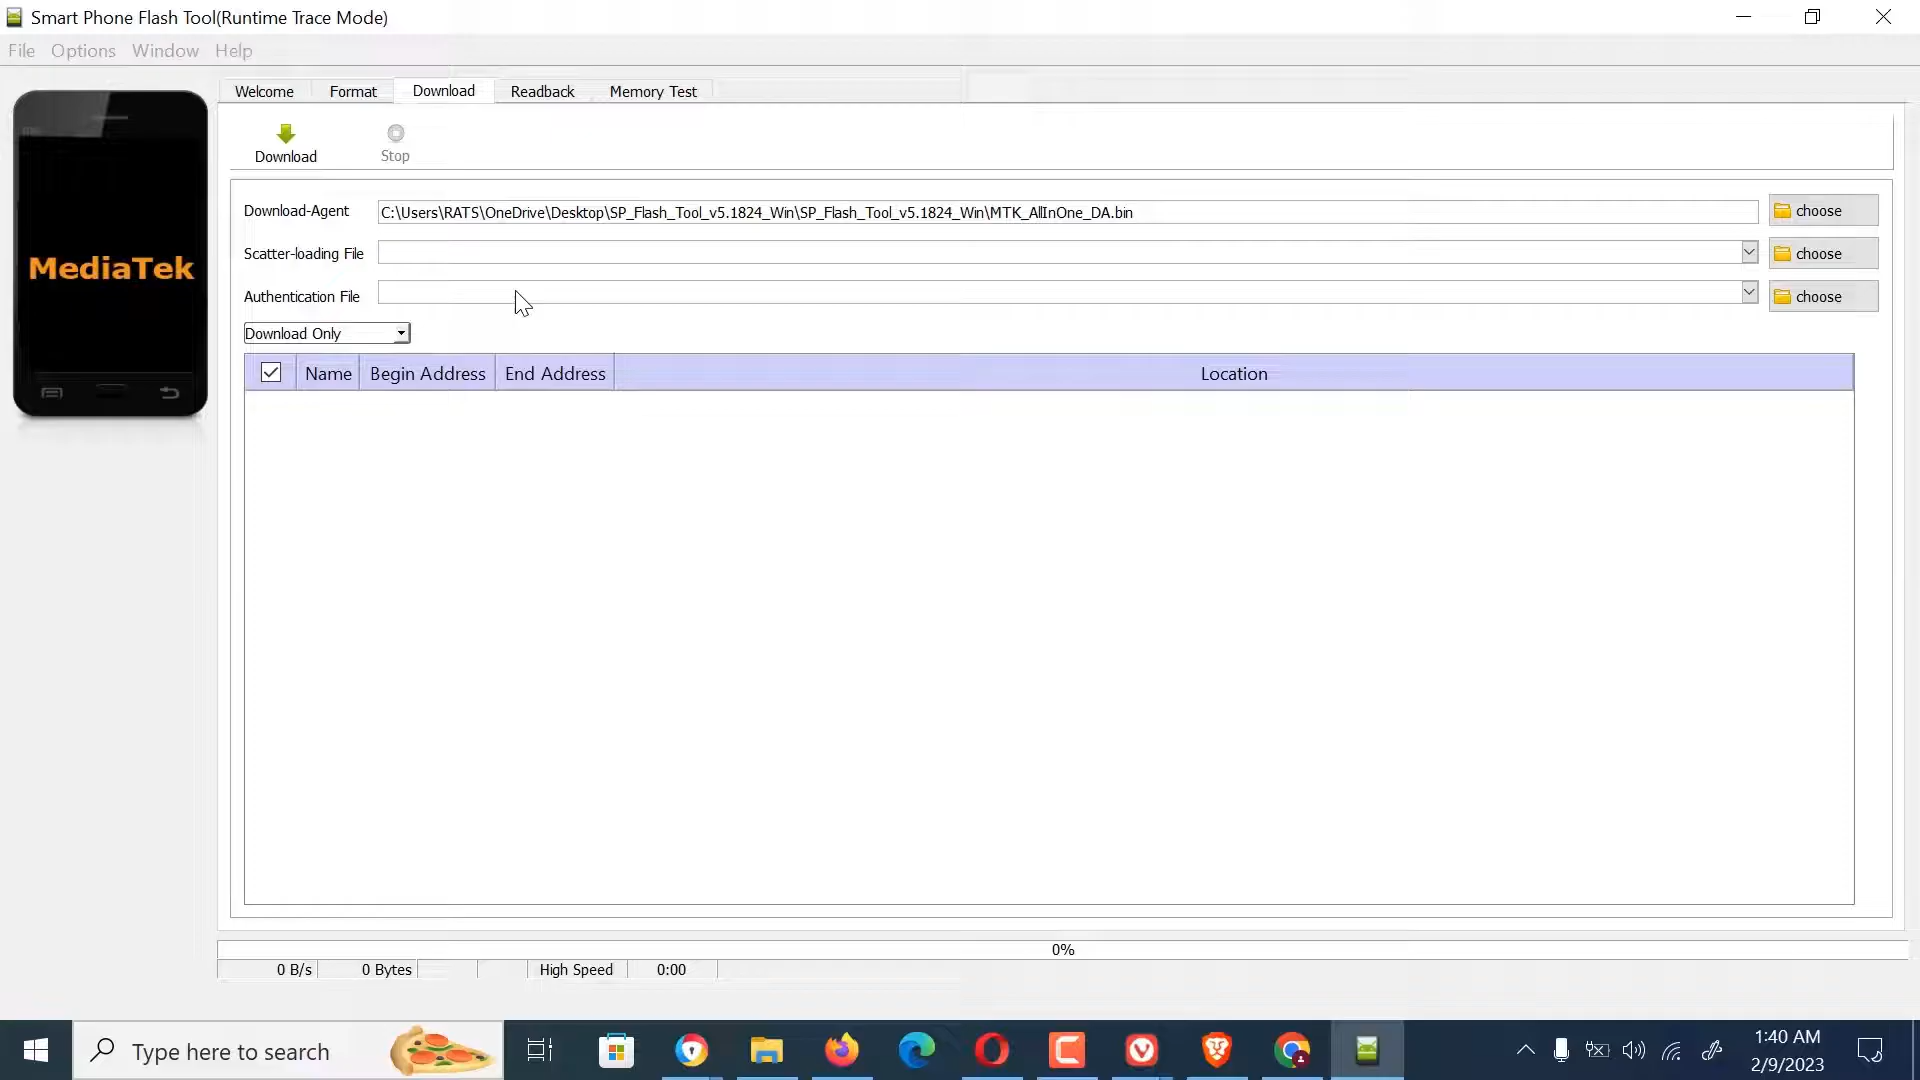 Smart Phone Flash Tool(Runtime Trace Mode)
File Options Window Help
Welcome Format Download Readback Memory Test
Download Stop
MediaTek
Download-Agent C:\Users\RATS\OneDrive\Desktop\SP_Flash_Tool_v5.1824_Win\SP_Flash_Tool_v5.1824_Win\MTK_AllInOne_DA.bin choose
Scatter-loading File choose
Authentication File choose
Download Only
Name Begin Address End Address Location
0%
0 B/s 0 Bytes High Speed 0:00
Type here to search
1:40 AM
2/9/2023